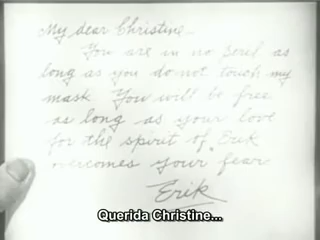 My dear Christine—
You are in no peril as
long as you do not touch my
mask. You will be free
as long as your love
for the spirit of Erik
overcomes your fear
Erik
Querida Christine...